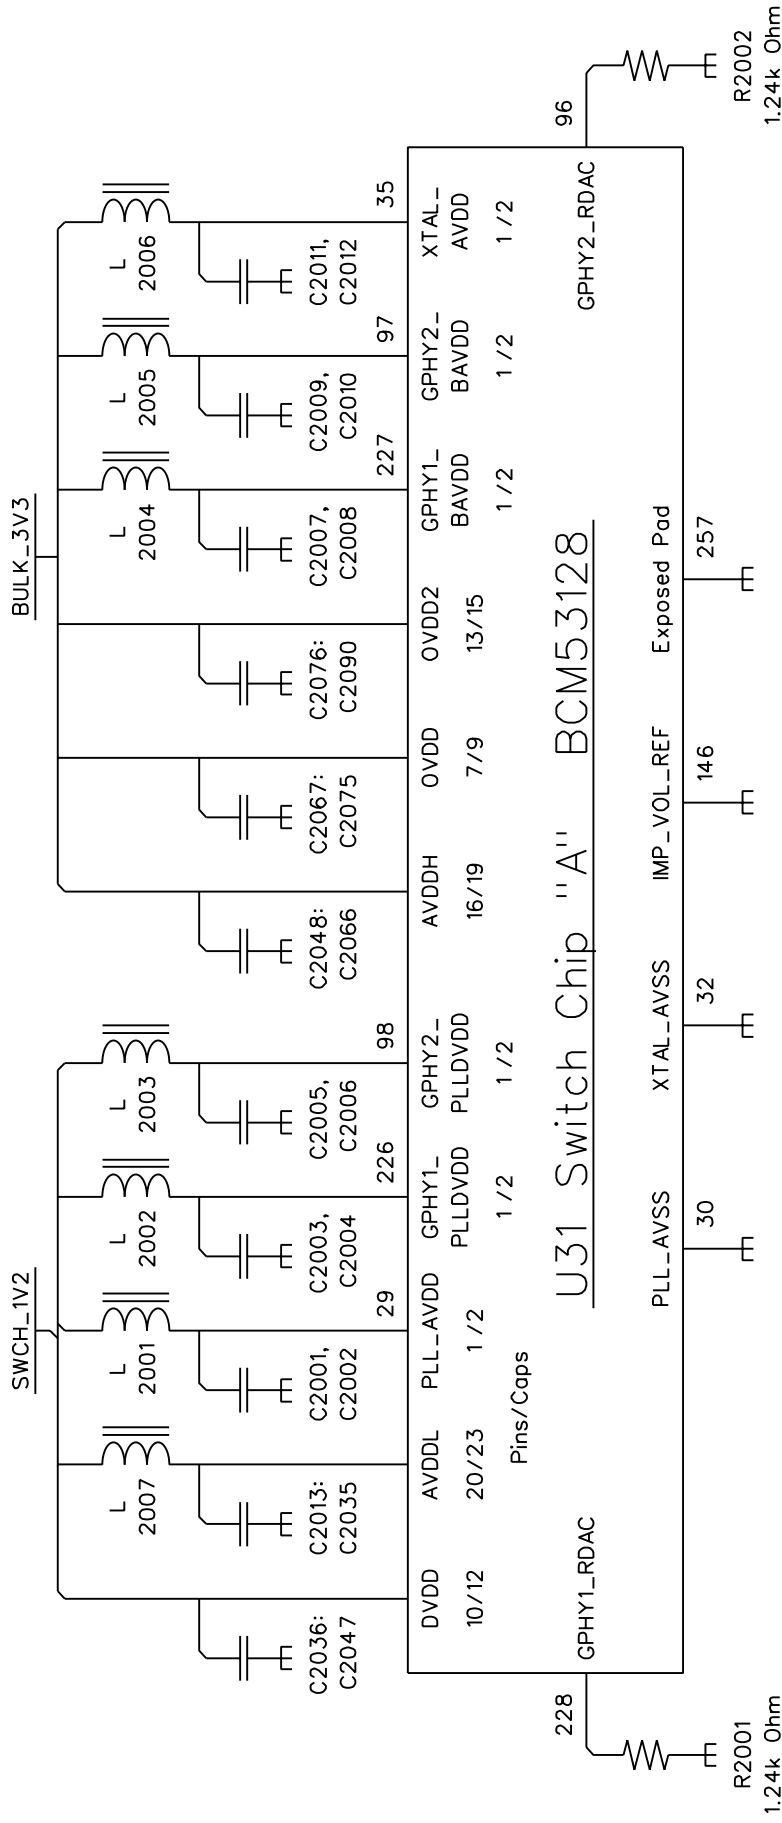 SWCH_1V2
BULK_3V3
L
2007
L
2001
L
2002
L
2003
L
2004
L
2005
L
2006
C2036:
C2047
C2013:
C2035
C2001,
C2002
C2003,
C2004
C2005,
C2006
C2048:
C2066
C2067:
C2075
C2076:
C2090
C2007,
C2008
C2009,
C2010
C2011,
C2012
29
226
98
227
97
35
DVDD
10/12
AVDDL
20/23
PLL_AVDD
1/2
GPHY1_
PLLDVDD
1/2
GPHY2_
PLLDVDD
1/2
AVDDH
16/19
OVDD
7/9
OVDD2
13/15
GPHY1_
BAVDD
1/2
GPHY2_
BAVDD
1/2
XTAL_
AVDD
1/2
Pins/Caps
228
GPHY1_RDAC
U31 Switch Chip "A" BCM53128
GPHY2_RDAC
96
PLL_AVSS
30
XTAL_AVSS
32
IMP_VOL_REF
146
Exposed Pad
257
R2001
1.24k Ohm
R2002
1.24k Ohm